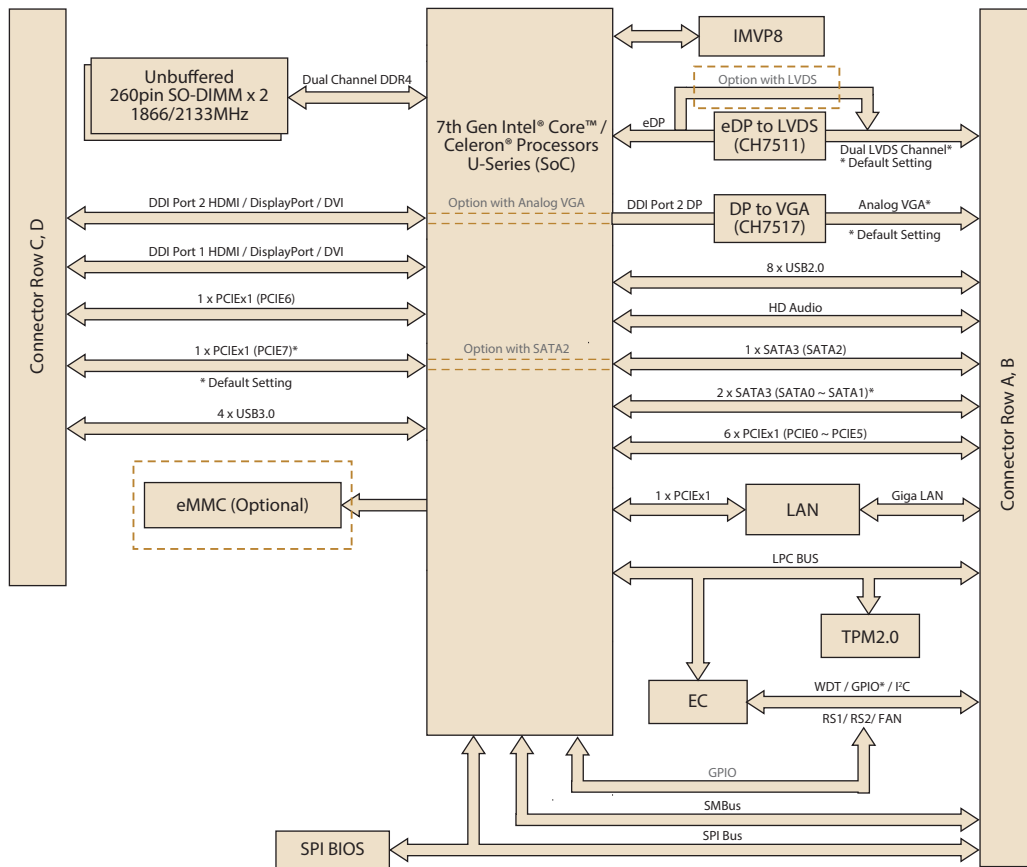 Connector Row C, D
Unbuffered
260pin SO-DIMM x 2
1866/2133MHz
Dual Channel DDR4
DDI Port 2 HDMI / DisplayPort / DVI
DDI Port 1 HDMI / DisplayPort / DVI
1 x PCIEx1 (PCIE6)
1 x PCIEx1 (PCIE7)*
* Default Setting
4 x USB3.0
eMMC (Optional)
7th Gen Intel® Core™ /
Celeron® Processors
U-Series (SoC)
Option with Analog VGA
Option with SATA2
IMVP8
Option with LVDS
eDP
eDP to LVDS
(CH7511)
Dual LVDS Channel*
* Default Setting
DDI Port 2 DP
DP to VGA
(CH7517)
Analog VGA*
* Default Setting
8 x USB2.0
HD Audio
1 x SATA3 (SATA2)
2 x SATA3 (SATA0 ~ SATA1)*
6 x PCIEx1 (PCIE0 ~ PCIE5)
1 x PCIEx1
LAN
Giga LAN
LPC BUS
TPM2.0
EC
WDT / GPIO* / I²C
RS1/ RS2/ FAN
GPIO
SMBus
SPI Bus
SPI BIOS
Connector Row A, B